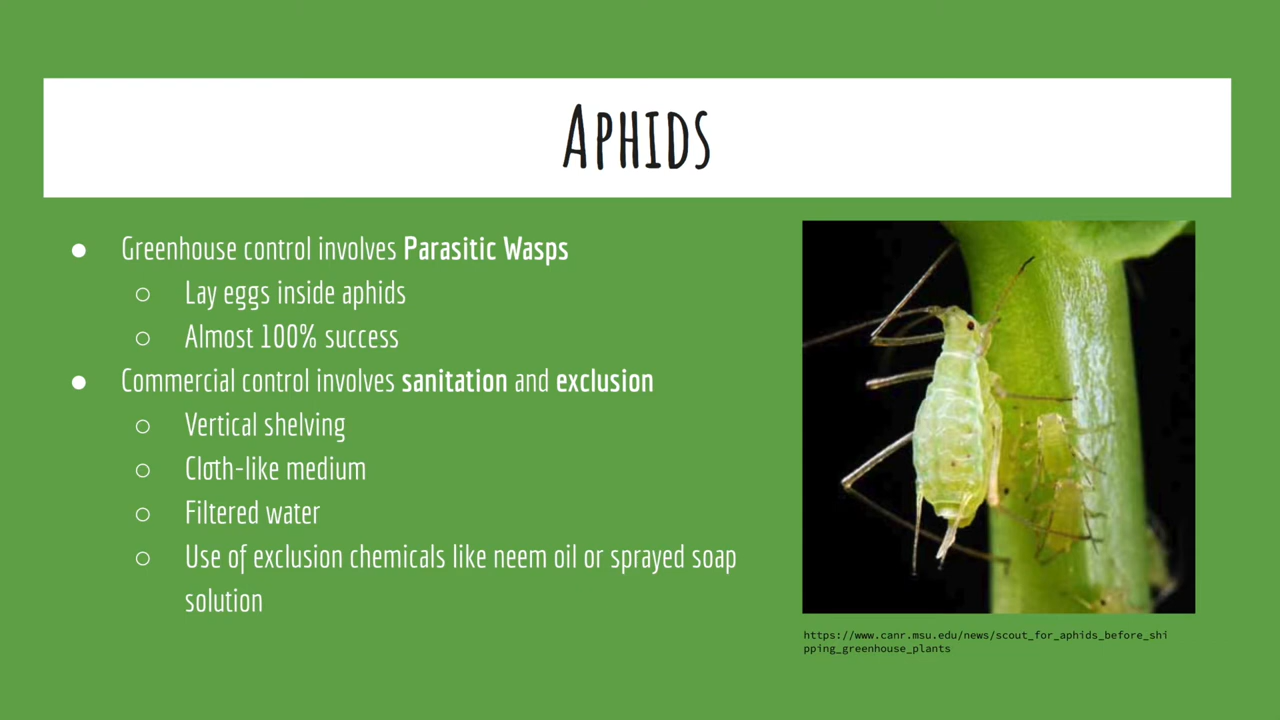 APHIDS
● Greenhouse control involves Parasitic Wasps
○ Lay eggs inside aphids
○ Almost 100% success
● Commercial control involves sanitation and exclusion
○ Vertical shelving
○ Cloth-like medium
○ Filtered water
○ Use of exclusion chemicals like neem oil or sprayed soap
solution
https://www.canr.msu.edu/news/scout_for_aphids_before_shi
pping_greenhouse_plants